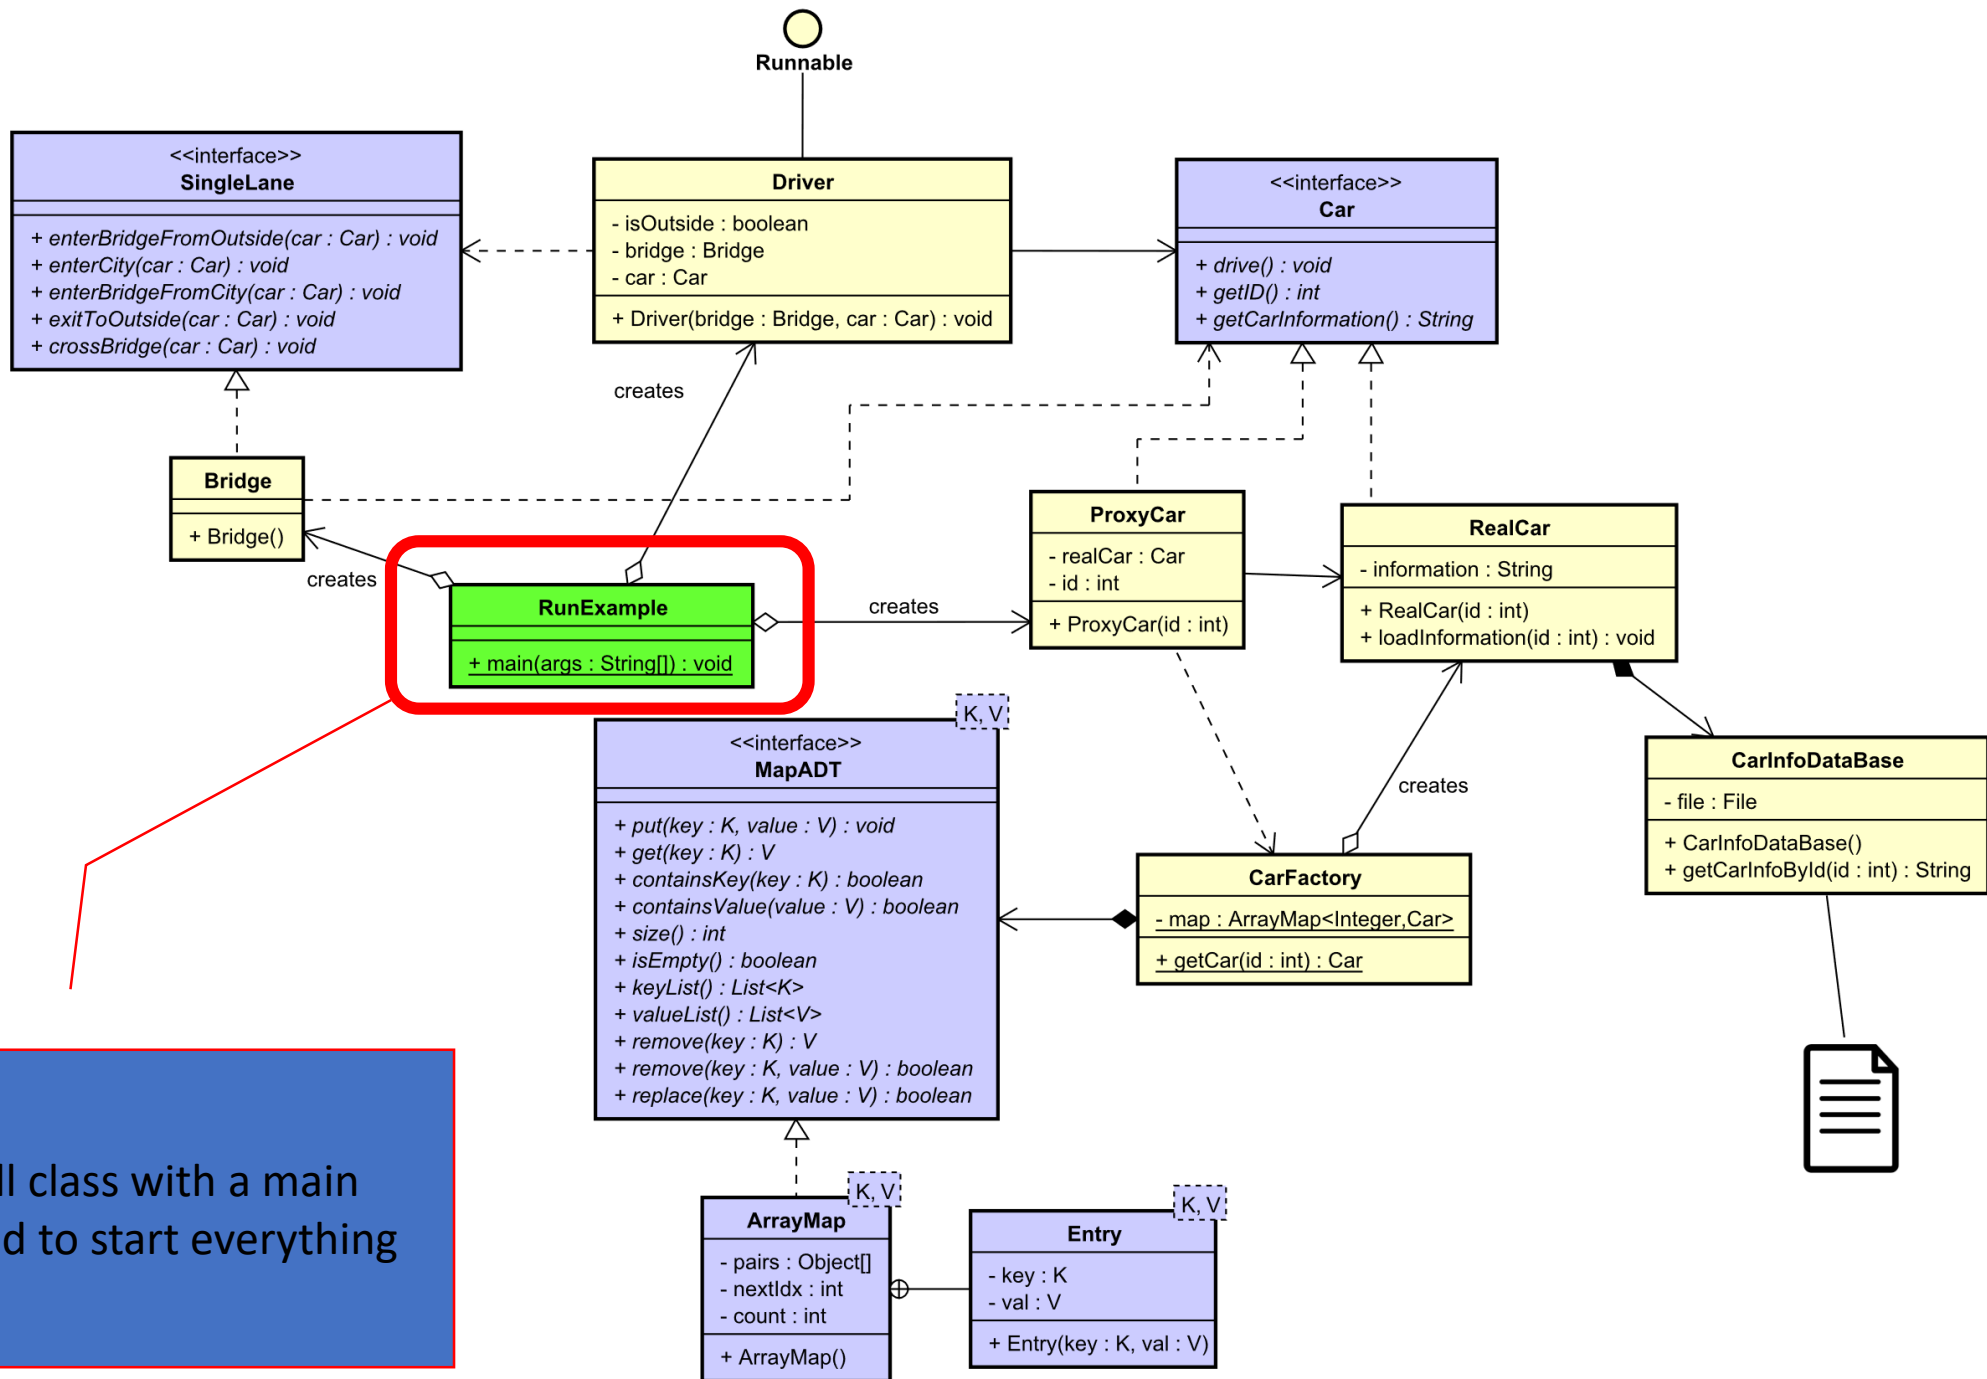 Runnable
<<interface>>
SingleLane
+ enterBridgeFromOutside(car : Car) : void
+ enterCity(car : Car) : void
+ enterBridgeFromCity(car : Car) : void
+ exitToOutside(car : Car) : void
+ crossBridge(car : Car) : void
Driver
- isOutside : boolean
- bridge : Bridge
- car : Car
+ Driver(bridge : Bridge, car : Car) : void
<<interface>>
Car
+ drive() : void
+ getID() : int
+ getCarInformation() : String
creates
Bridge
+ Bridge()
creates
RunExample
+ main(args : String[]) : void
creates
ProxyCar
- realCar : Car
- id : int
+ ProxyCar(id : int)
RealCar
- information : String
+ RealCar(id : int)
+ loadInformation(id : int) : void
K, V
<<interface>>
MapADT
+ put(key : K, value : V) : void
+ get(key : K) : V
+ containsKey(key : K) : boolean
+ containsValue(value : V) : boolean
+ size() : int
+ isEmpty() : boolean
+ keyList() : List<K>
+ valueList() : List<V>
+ remove(key : K) : V
+ remove(key : K, value : V) : boolean
+ replace(key : K, value : V) : boolean
creates
CarFactory
- map : ArrayMap<Integer,Car>
+ getCar(id : int) : Car
CarInfoDataBase
- file : File
+ CarInfoDataBase()
+ getCarInfoById(id : int) : String
K, V
ArrayMap
- pairs : Object[]
- nextIdx : int
- count : int
+ ArrayMap()
K, V
Entry
- key : K
- val : V
+ Entry(key : K, val : V)
class with a main
to start everything